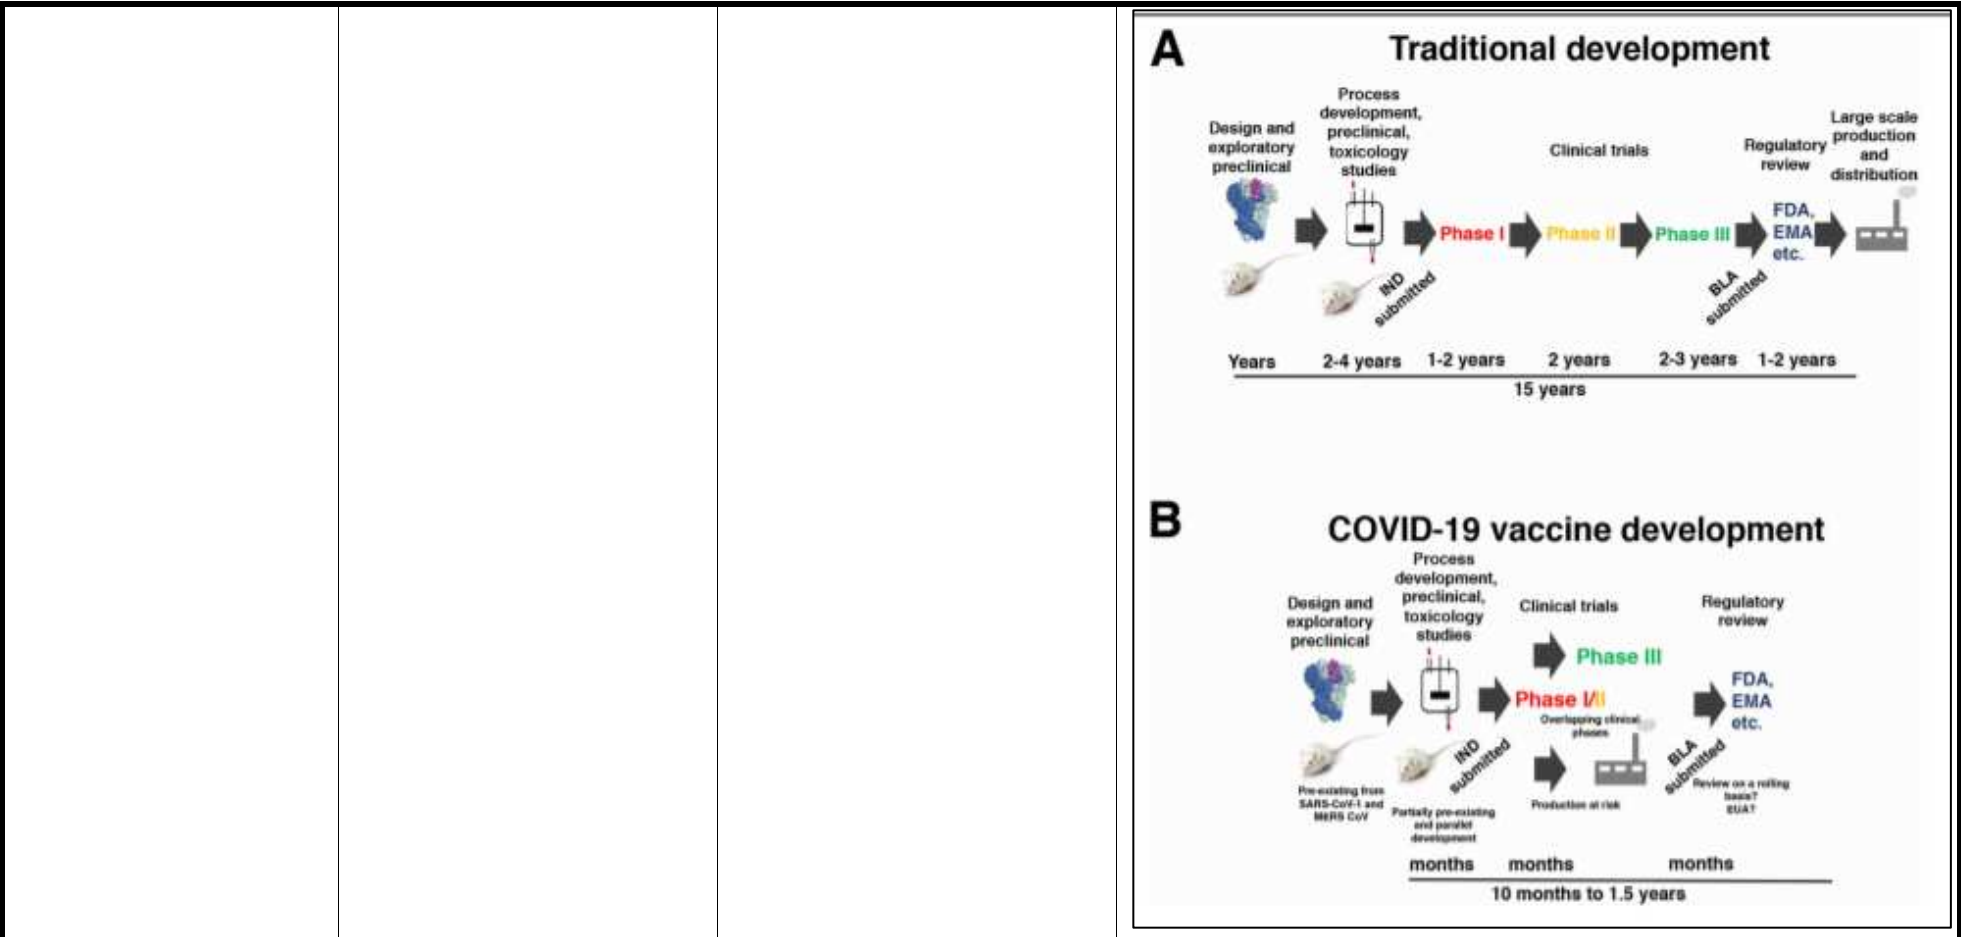 A
Traditional development
Design and
exploratory
preclinical
Process
development,
preclinical,
toxicology
studies
Clinical trials
Regulatory
review
Large scale
production
and
distribution
Phase I
Phase II
Phase III
FDA,
EMA
etc.
IND
submitted
BLA
submitted
Years
2-4 years
1-2 years
2 years
2-3 years
1-2 years
15 years
B
COVID-19 vaccine development
Design and
exploratory
preclinical
Process
development,
preclinical,
toxicology
studies
Clinical trials
Regulatory
review
Phase III
Phase I/II
Overlapping clinical
phases
FDA,
EMA
etc.
IND
submitted
BLA
submitted
Pre-existing from
SARS-CoV-1 and
MERS CoV
Partially pre-existing
and parallel
development
Production at risk
Review on a rolling
basis?
EUA?
months
months
months
10 months to 1.5 years